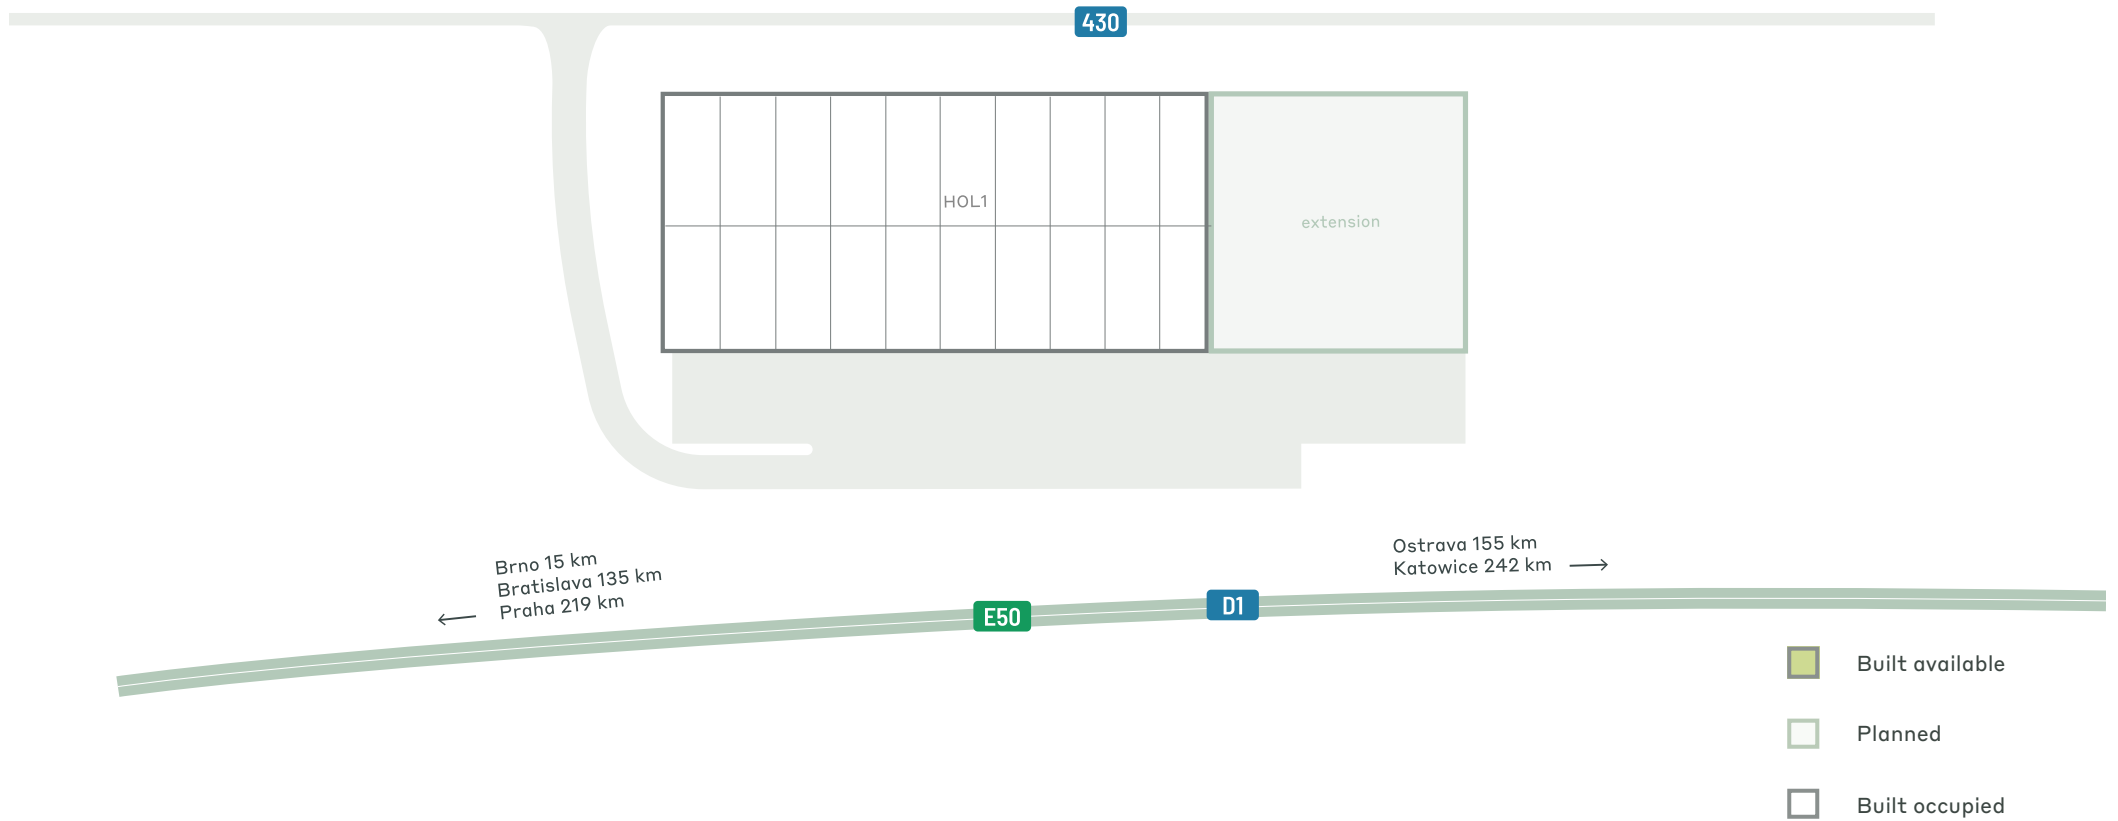 430
HOL1
extension
Brno 15 km
Bratislava 135 km
Praha 219 km
Ostrava 155 km
Katowice 242 km
E50
D1
Built available
Planned
Built occupied